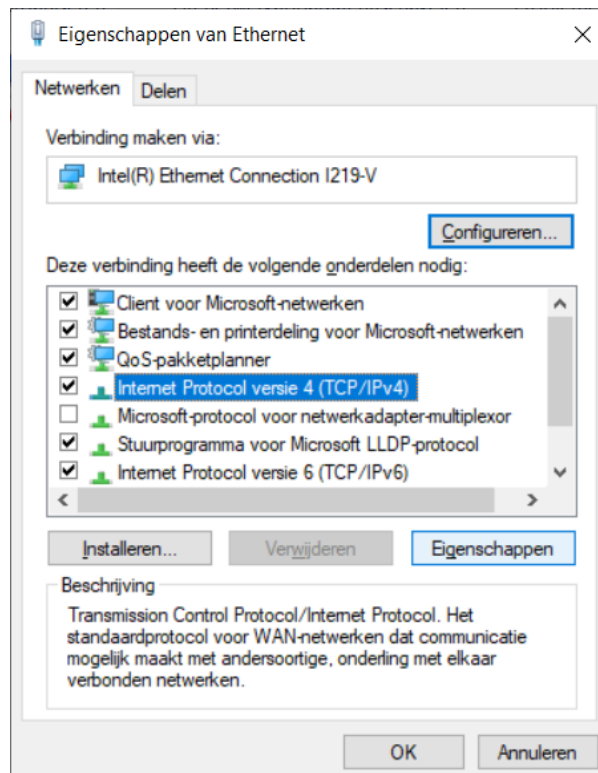 Eigenschappen van Ethernet
Netwerken
Delen
Verbinding maken via:
Intel(R) Ethernet Connection I219-V
Configureren...
Deze verbinding heeft de volgende onderdelen nodig:
Client voor Microsoft-netwerken
Bestands- en printerdeling voor Microsoft-netwerken
QoS-pakketplanner
Internet Protocol versie 4 (TCP/IPv4)
Microsoft-protocol voor netwerkadapter-multiplexor
Stuurprogramma voor Microsoft LLDP-protocol
Internet Protocol versie 6 (TCP/IPv6)
Installeren...
Verwijderen
Eigenschappen
Beschrijving
Transmission Control Protocol/Internet Protocol. Het
standaardprotocol voor WAN-netwerken dat communicatie
mogelijk maakt met andersoortige, onderling met elkaar
verbonden netwerken.
OK
Annuleren